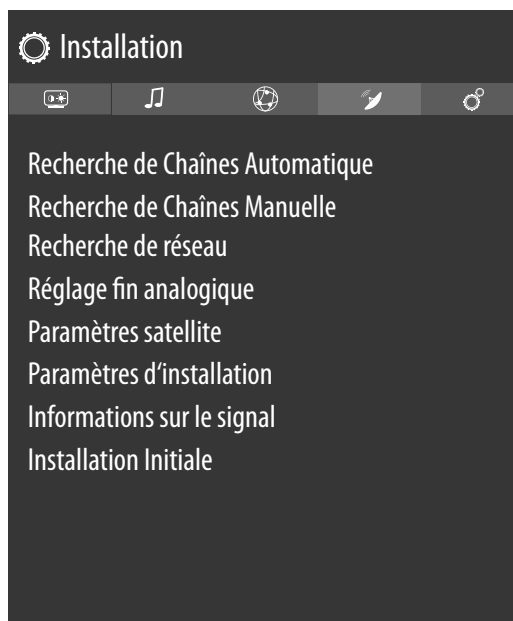 Installation
Recherche de Chaînes Automatique
Recherche de Chaînes Manuelle
Recherche de réseau
Réglage fin analogique
Paramètres satellite
Paramètres d‘installation
Informations sur le signal
Installation Initiale